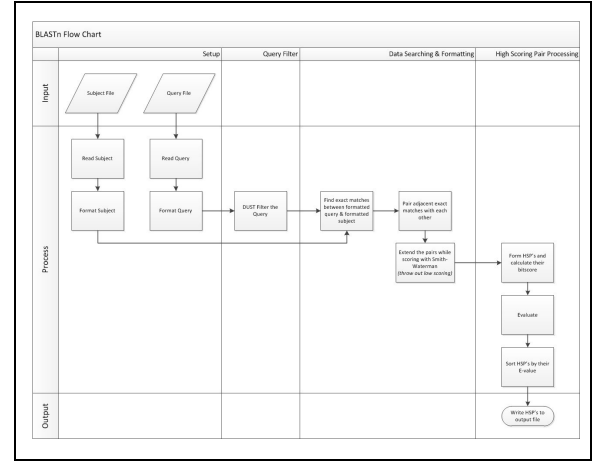 BLASTn Flow Chart
Setup
Query Filter
Data Searching & Formatting
High Scoring Pair Processing
Input
Subject File
Query File
Process
Read Subject
Read Query
Format Subject
Format Query
DUST Filter the
Query
Find exact matches
between formatted
query & formatted
subject
Pair adjacent exact
matches with each
other
Extend the pairs while
scoring with Smith-
Waterman
(throw out low scoring)
Form HSP's and
calculate their
bitscore
Evaluate
Sort HSP's by their
E-value
Output
Write HSP's to
output file